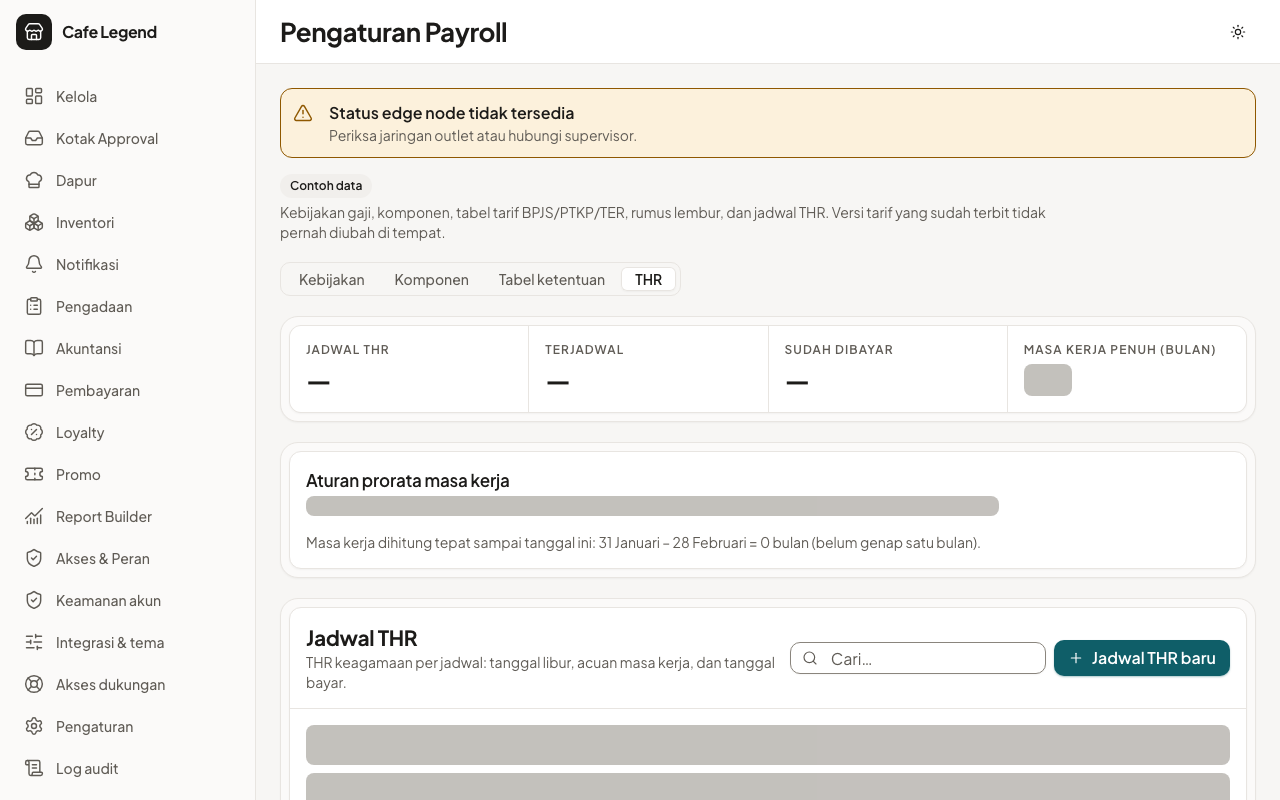 Cafe Legend
Kelola
Kotak Approval
Dapur
Inventori
Notifikasi
Pengadaan
Akuntansi
Pembayaran
Loyalty
Promo
Report Builder
Akses & Peran
Keamanan akun
Integrasi & tema
Akses dukungan
Pengaturan
Log audit
Pengaturan Payroll
Status edge node tidak tersedia
Periksa jaringan outlet atau hubungi supervisor.
Contoh data
Kebijakan gaji, komponen, tabel tarif BPJS/PTKP/TER, rumus lembur, dan jadwal THR. Versi tarif yang sudah terbit tidak
pernah diubah di tempat.
Kebijakan Komponen Tabel ketentuan THR
JADWAL THR TERJADWAL SUDAH DIBAYAR MASA KERJA PENUH (BULAN)
— — —
Aturan prorata masa kerja
Masa kerja dihitung tepat sampai tanggal ini: 31 Januari – 28 Februari = 0 bulan (belum genap satu bulan).
Jadwal THR
THR keagamaan per jadwal: tanggal libur, acuan masa kerja, dan tanggal
bayar.
Cari...
Jadwal THR baru